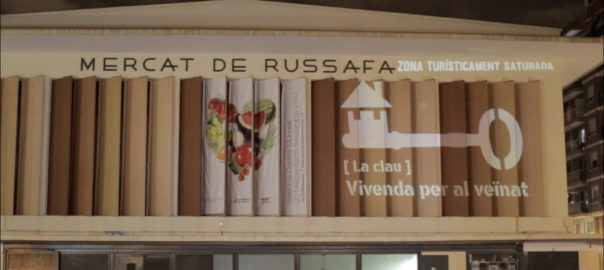 MERCAT DE RUSSAFA
ZONA TURÍSTICAMENT SATURADA
[ La clau ]
Vivenda per al veïnat